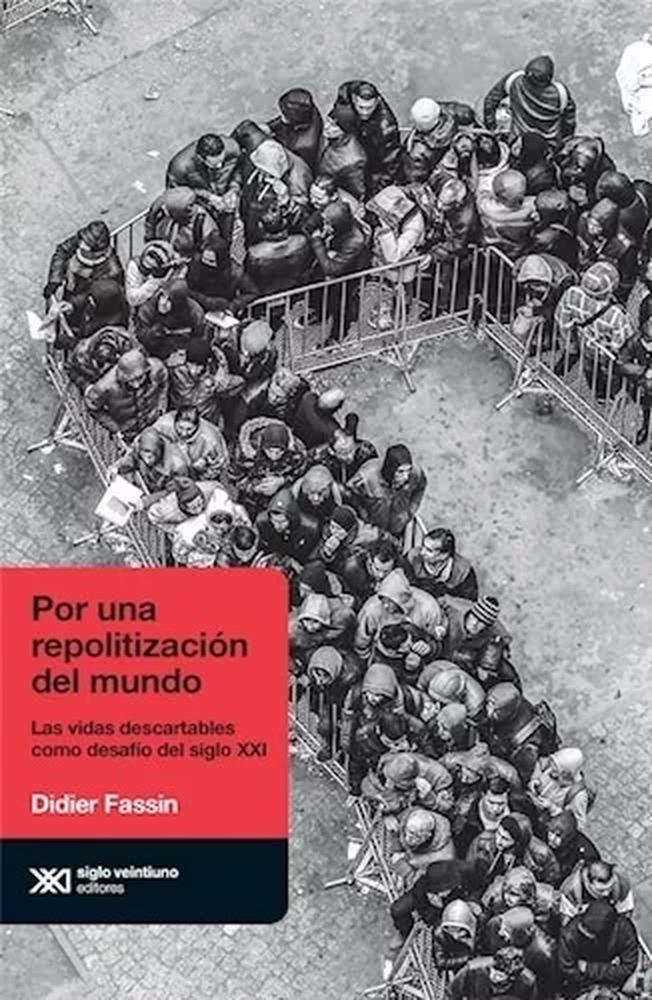 Por una
repolitización
del mundo
Las vidas descartables
como desafío del siglo XXI
Didier Fassin
siglo veintiuno
editores